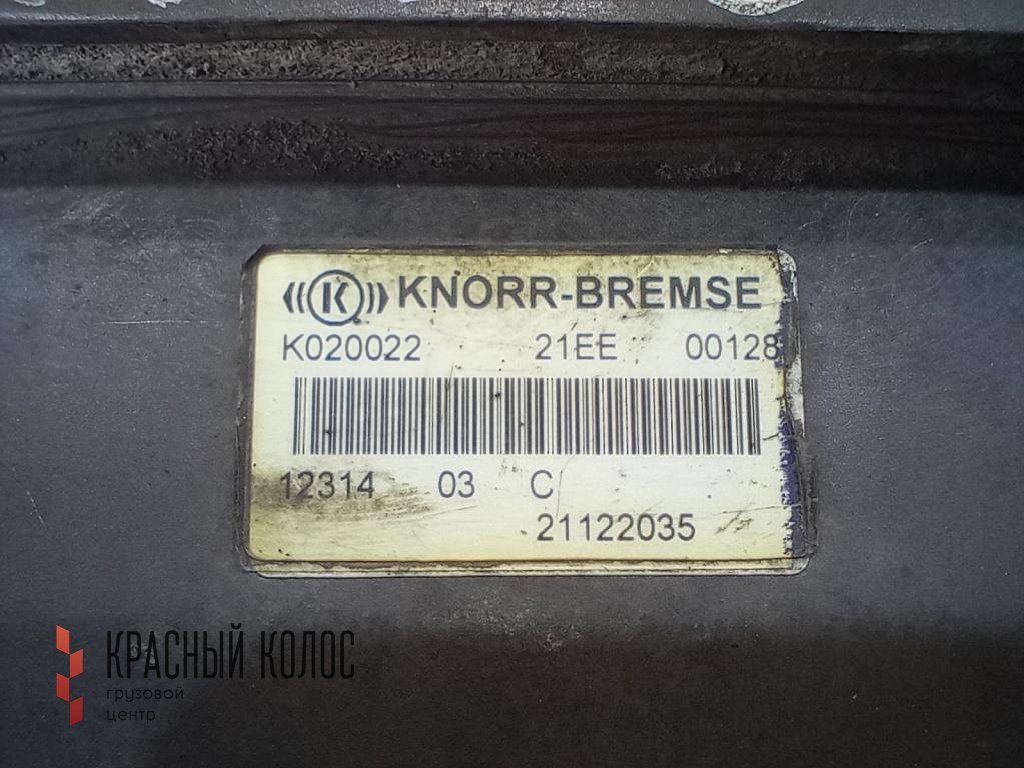 K KNORR-BREMSE
K020022 21EE 00128
12314 03 C
21122035
КРАСНЫЙ КОЛОС
грузовой
центр